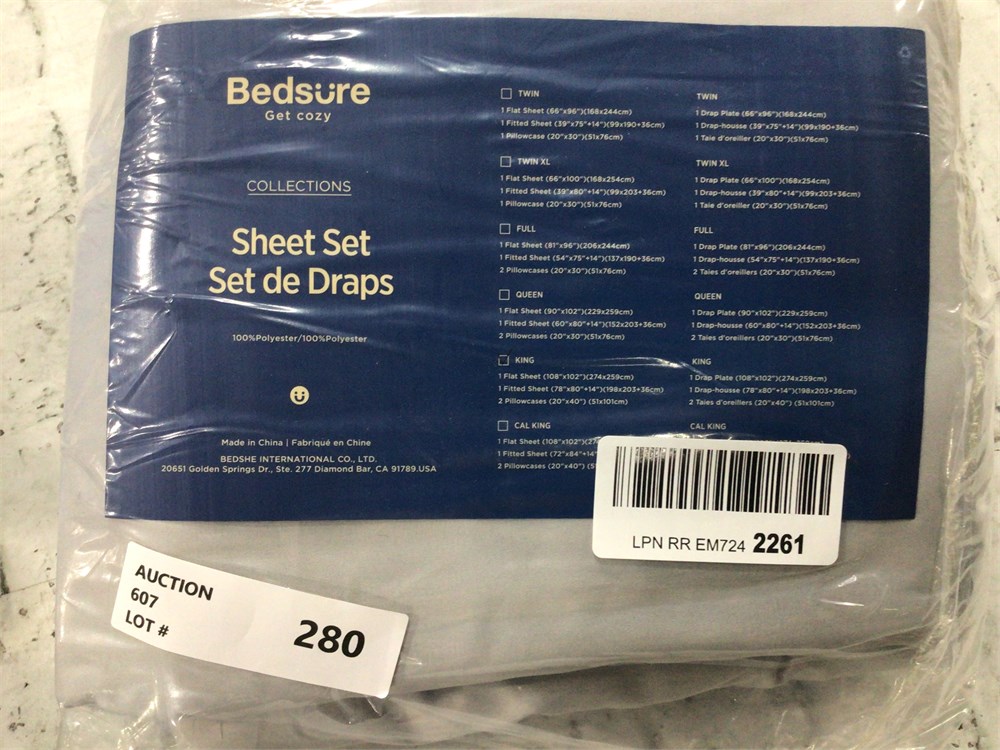 Bedsure
Get cozy
COLLECTIONS
Sheet Set
Set de Draps
100%Polyester/100%Polyester
Made in China | Fabriqué en Chine
BEDSHE INTERNATIONAL CO., LTD.
20651 Golden Springs Dr., Ste. 277 Diamond Bar, CA 91789.USA
TWIN
1 Flat Sheet (66"x96")(168x244cm)
1 Fitted Sheet (39"x75"+14")(99x190+36cm)
1 Pillowcase (20"x30")(51x76cm)
TWIN XL
1 Flat Sheet (66"x100")(168x254cm)
1 Fitted Sheet (39"x80"+14")(99x203+36cm)
1 Pillowcase (20"x30")(51x76cm)
FULL
1 Flat Sheet (81"x96")(206x244cm)
1 Fitted Sheet (54"x75"+14")(137x190+36cm)
2 Pillowcases (20"x30")(51x76cm)
QUEEN
1 Flat Sheet (90"x102")(229x259cm)
1 Fitted Sheet (60"x80"+14")(152x203+36cm)
2 Pillowcases (20"x30")(51x76cm)
KING
1 Flat Sheet (108"x102")(274x259cm)
1 Fitted Sheet (78"x80"+14")(198x203+36cm)
2 Pillowcases (20"x40") (51x101cm)
CAL KING
1 Flat Sheet (108"x102")(27
1 Fitted Sheet (72"x84"+14"
2 Pillowcases (20"x40") (5
TWIN
1 Drap Plate (66"x96")(168x244cm)
1 Drap-housse (39"x75"+14")(99x190+36cm)
1 Taie d'oreiller (20"x30")(51x76cm)
TWIN XL
1 Drap Plate (66"x100")(168x254cm)
1 Drap-housse (39"x80"+14")(99x203+36cm)
1 Taie d'oreiller (20"x30")(51x76cm)
FULL
1 Drap Plate (81"x96")(206x244cm)
1 Drap-housse (54"x75"+14")(137x190+36cm)
2 Taies d'oreillers (20"x30")(51x76cm)
QUEEN
1 Drap Plate (90"x102")(229x259cm)
1 Drap-housse (60"x80"+14")(152x203+36cm)
2 Taies d'oreillers (20"x30")(51x76cm)
KING
1 Drap Plate (108"x102")(274x259cm)
1 Drap-housse (78"x80"+14")(198x203+36cm)
2 Taies d'oreillers (20"x40") (51x101cm)
CAL KING
LPN RR EM724 2261
AUCTION
607
LOT #
280